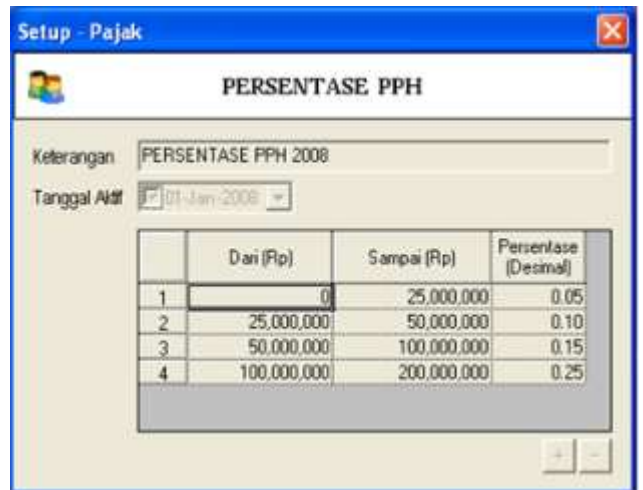 Setup - Pajak
PERSENTASE PPH
Keterangan PERSENTASE PPH 2008
Tanggal Aktif 01-Jan-2008
Dari (Rp) Sampai (Rp) Persentase (Desimal)
1 0 25,000,000 0.05
2 25,000,000 50,000,000 0.10
3 50,000,000 100,000,000 0.15
4 100,000,000 200,000,000 0.25
+ -